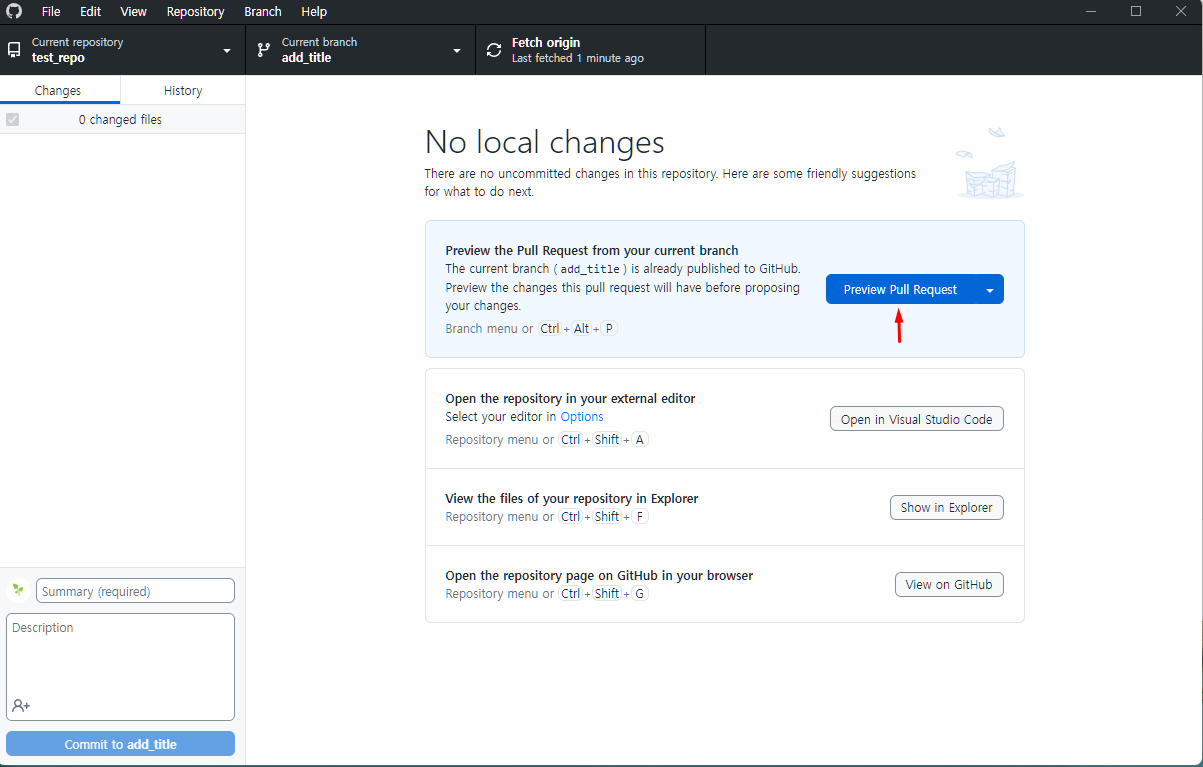 File Edit View Repository Branch Help
Current repository
test_repo
Current branch
add_title
Fetch origin
Last fetched 1 minute ago
Changes
History
0 changed files
No local changes
There are no uncommitted changes in this repository. Here are some friendly suggestions
for what to do next.
Preview the Pull Request from your current branch
The current branch ( add_title ) is already published to GitHub.
Preview the changes this pull request will have before proposing
your changes.
Branch menu or Ctrl + Alt + P
Preview Pull Request
Open the repository in your external editor
Select your editor in Options
Repository menu or Ctrl + Shift + A
Open in Visual Studio Code
View the files of your repository in Explorer
Repository menu or Ctrl + Shift + F
Show in Explorer
Open the repository page on GitHub in your browser
Repository menu or Ctrl + Shift + G
View on GitHub
Summary (required)
Description
Commit to add_title